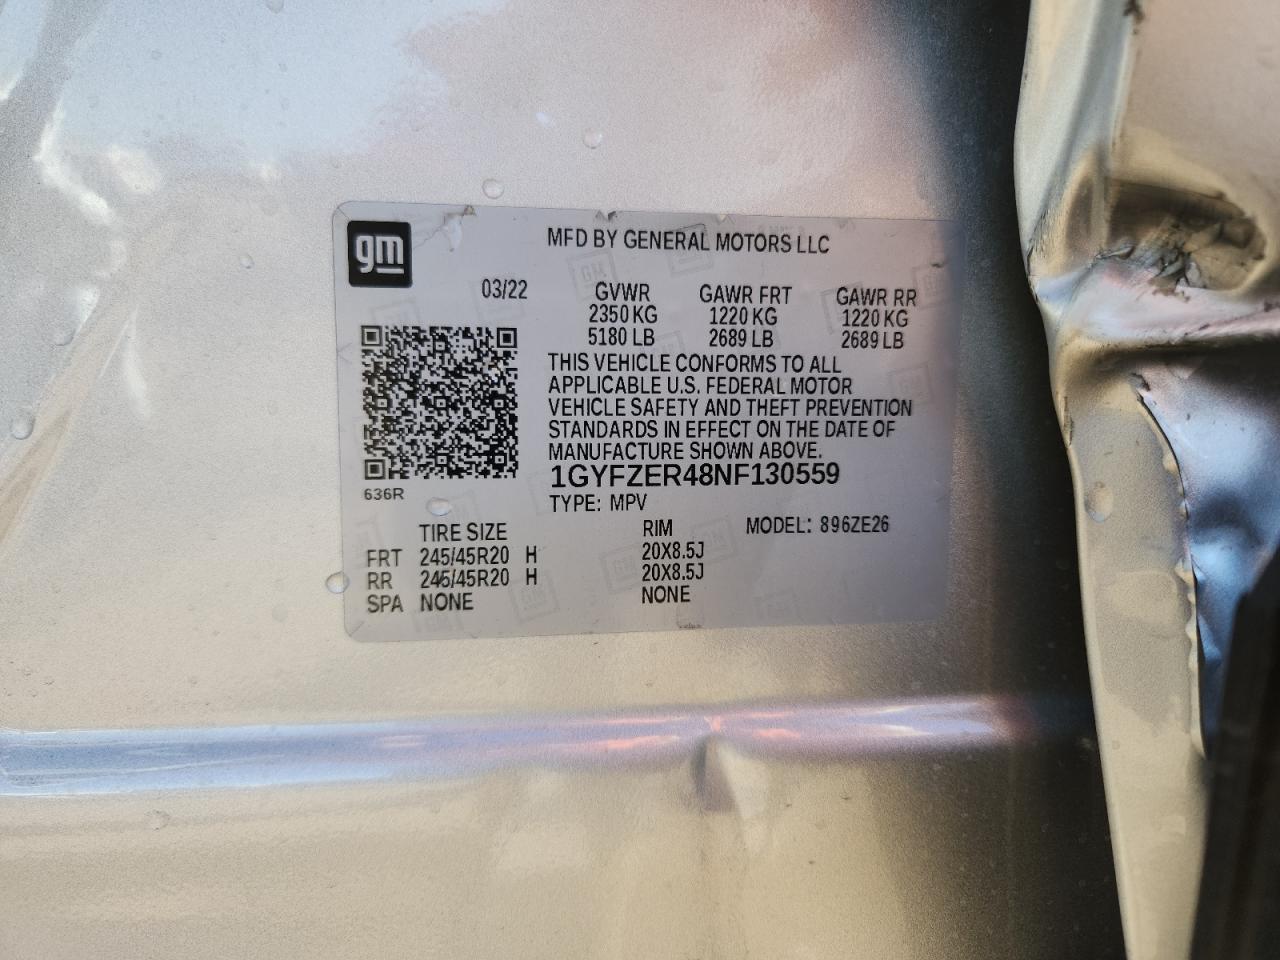 gm
MFD BY GENERAL MOTORS LLC
03/22 GVWR GAWR FRT GAWR RR
2350 KG 1220 KG 1220 KG
5180 LB 2689 LB 2689 LB
THIS VEHICLE CONFORMS TO ALL
APPLICABLE U.S. FEDERAL MOTOR
VEHICLE SAFETY AND THEFT PREVENTION
STANDARDS IN EFFECT ON THE DATE OF
MANUFACTURE SHOWN ABOVE.
1GYFZER48NF130559
636R
TYPE: MPV
TIRE SIZE RIM MODEL: 896ZE26
FRT 245/45R20 H 20X8.5J
RR 245/45R20 H 20X8.5J
SPA NONE NONE